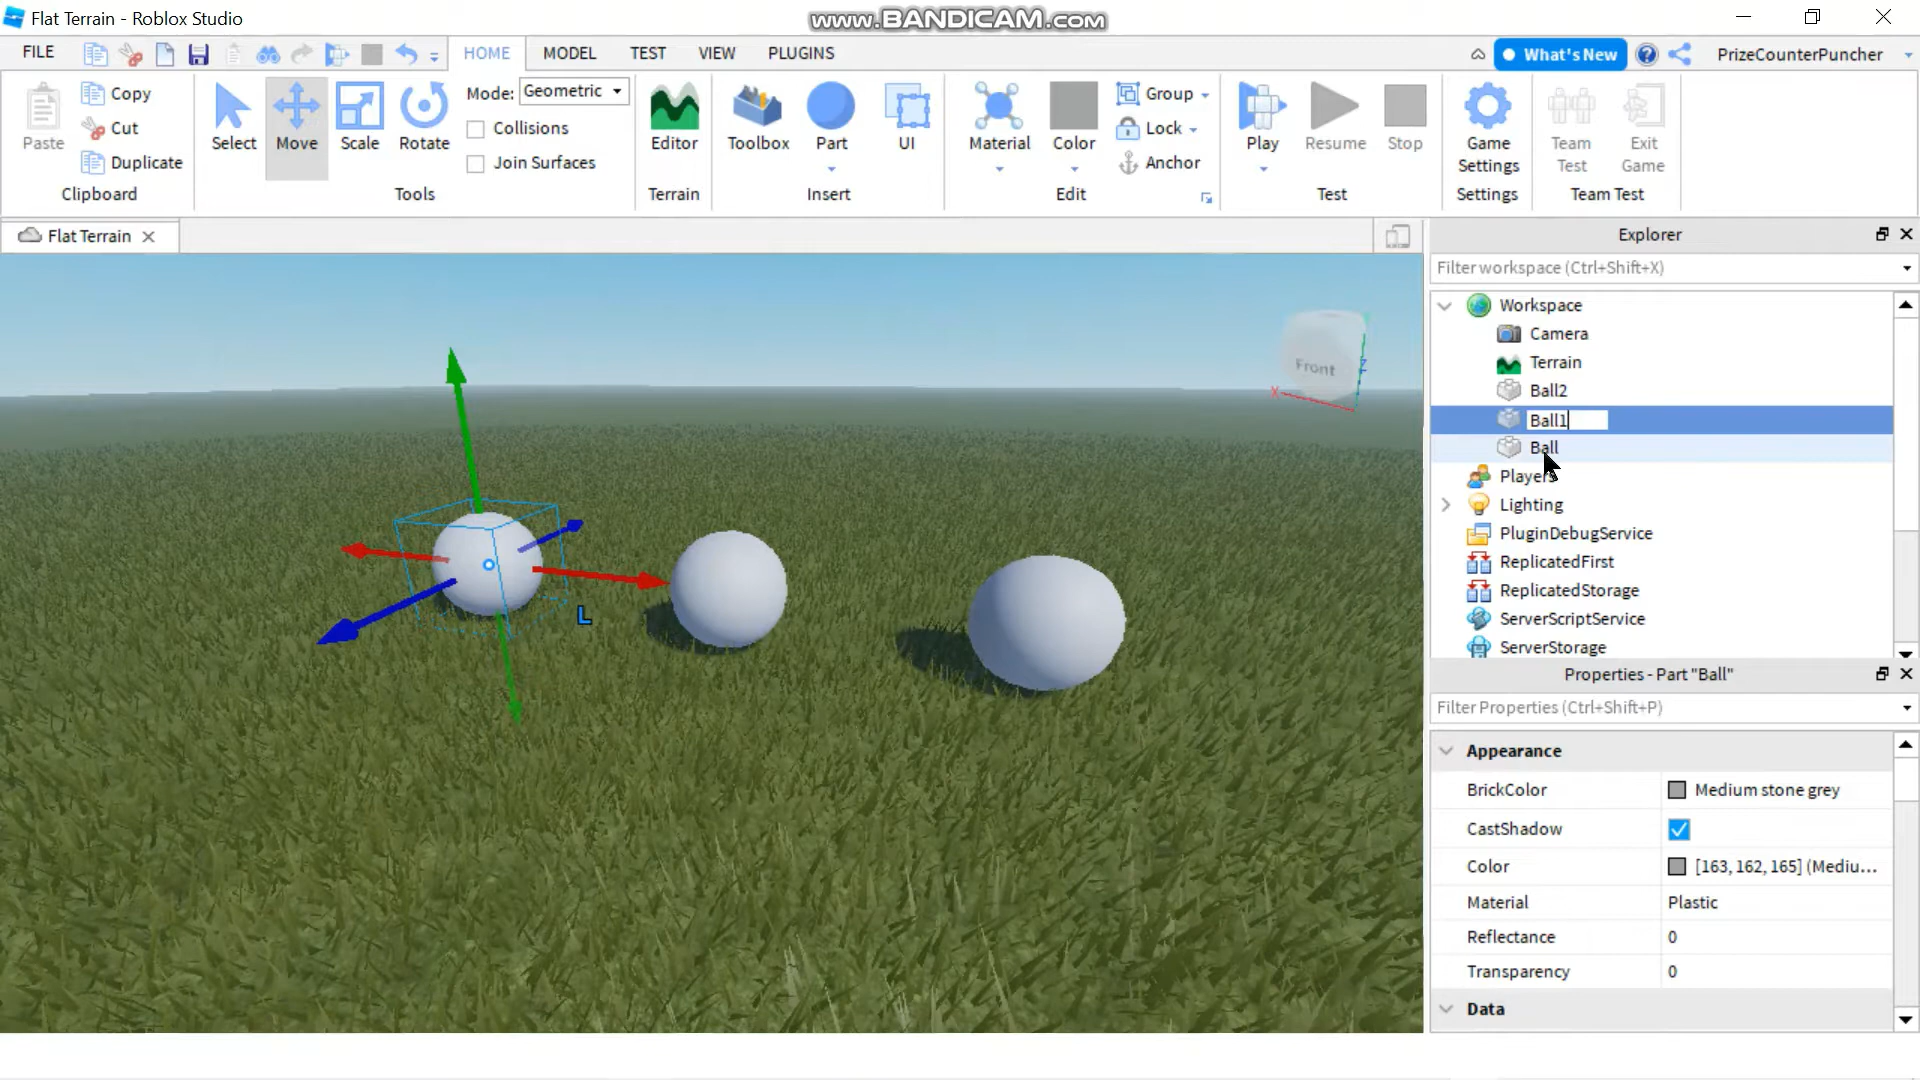 Flat Terrain - Roblox Studio
www.BANDICAM.com
FILE
HOME
MODEL
TEST
VIEW
PLUGINS
What's New
PrizeCounterPuncher
Paste
Copy
Cut
Duplicate
Clipboard
Select
Move
Scale
Rotate
Mode: Geometric
Collisions
Join Surfaces
Tools
Editor
Terrain
Toolbox
Part
UI
Insert
Material
Color
Group
Lock
Anchor
Edit
Play
Resume
Stop
Test
Game
Settings
Settings
Team
Test
Exit
Game
Team Test
Flat Terrain
Front
X
Z
L
Explorer
Filter workspace (Ctrl+Shift+X)
Workspace
Camera
Terrain
Ball2
Ball1
Ball
Players
Lighting
PluginDebugService
ReplicatedFirst
ReplicatedStorage
ServerScriptService
ServerStorage
Properties - Part "Ball"
Filter Properties (Ctrl+Shift+P)
Appearance
BrickColor Medium stone grey
CastShadow
Color [163, 162, 165] (Mediu...
Material Plastic
Reflectance 0
Transparency 0
Data